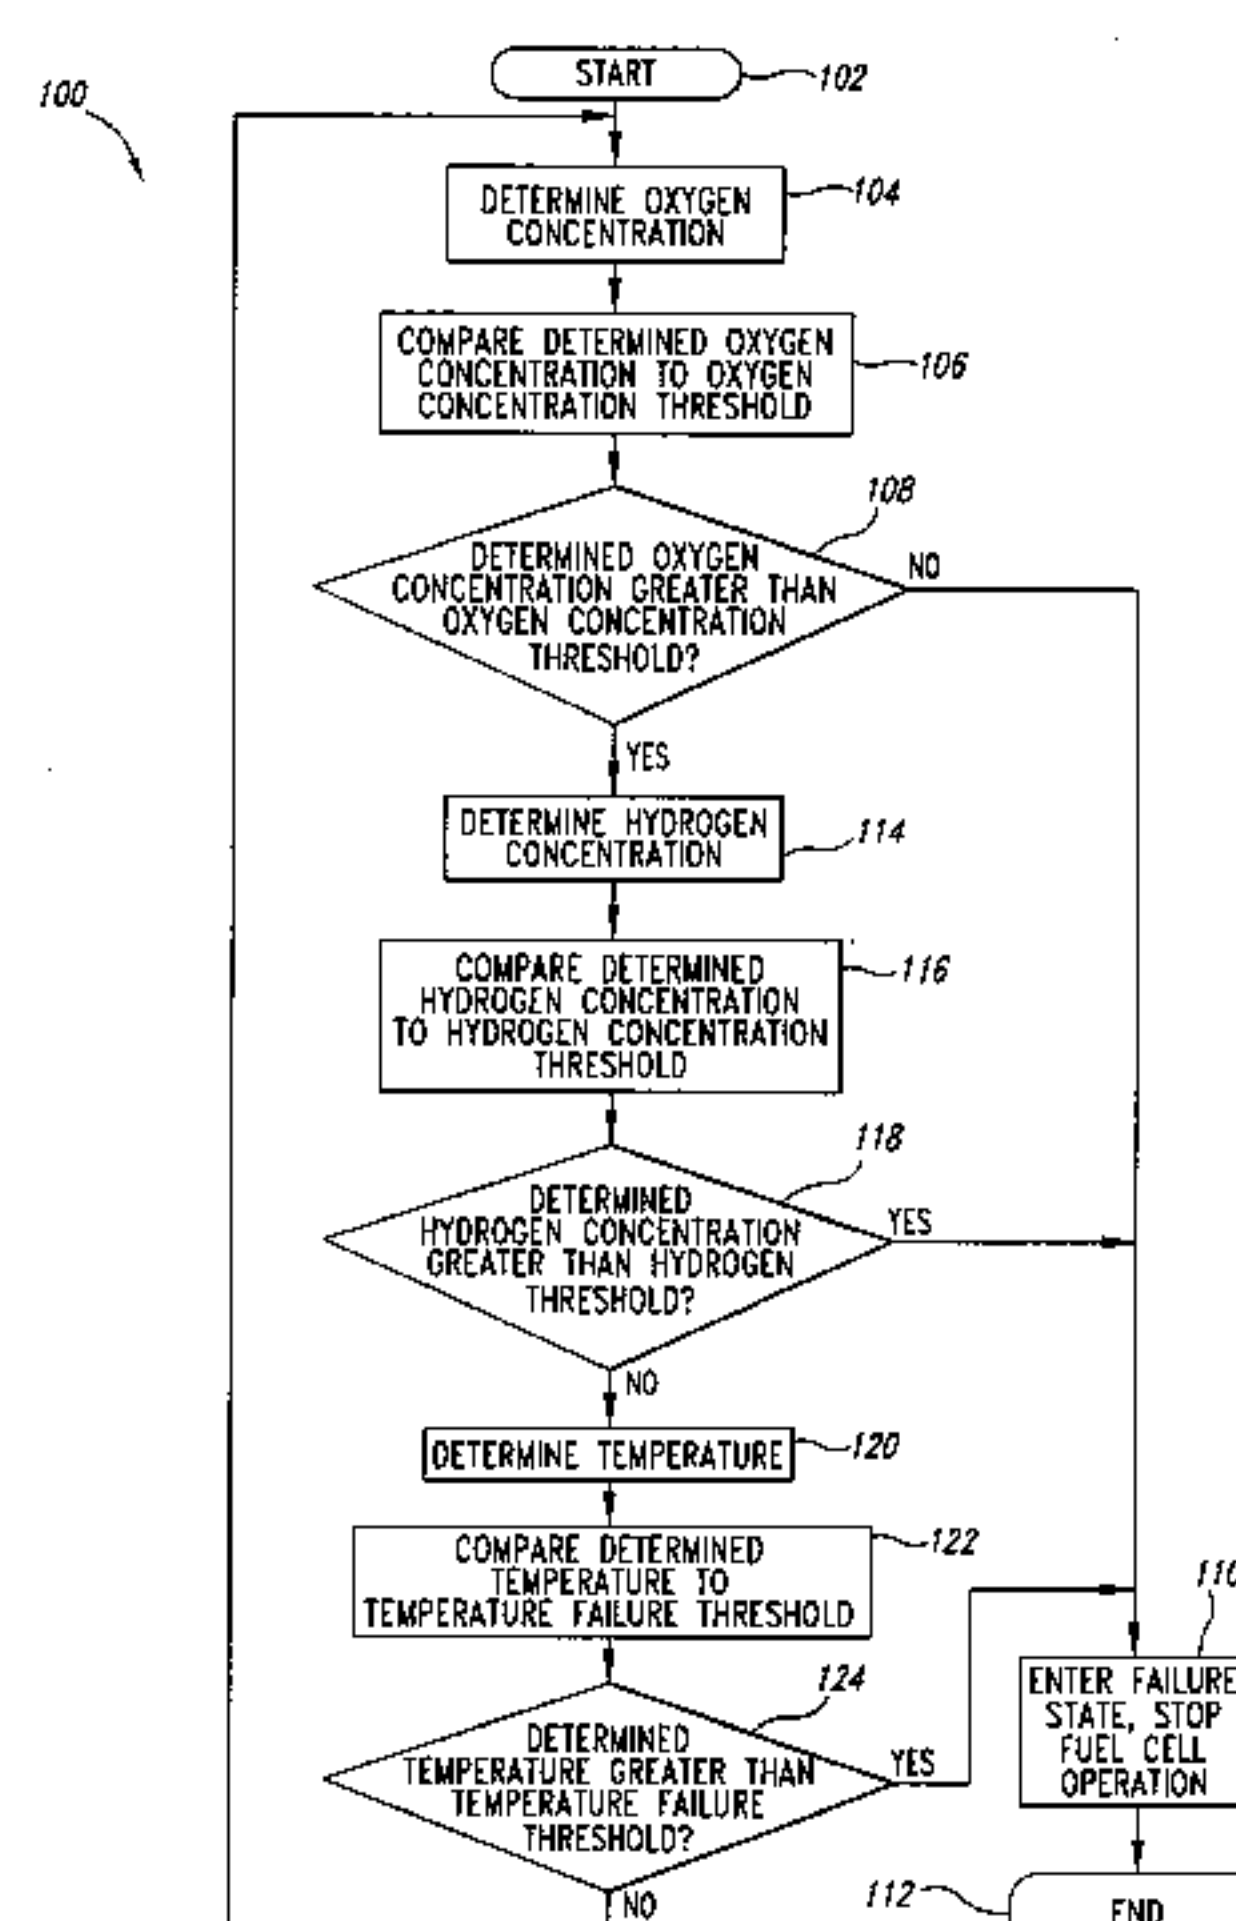 100
START
102
DETERMINE OXYGEN
CONCENTRATION
104
COMPARE DETERMINED OXYGEN
CONCENTRATION TO OXYGEN
CONCENTRATION THRESHOLD
106
108
DETERMINED OXYGEN
CONCENTRATION GREATER THAN
OXYGEN CONCENTRATION
THRESHOLD?
NO
YES
DETERMINE HYDROGEN
CONCENTRATION
114
COMPARE DETERMINED
HYDROGEN CONCENTRATION
TO HYDROGEN CONCENTRATION
THRESHOLD
116
118
DETERMINED
HYDROGEN CONCENTRATION
GREATER THAN HYDROGEN
THRESHOLD?
YES
NO
DETERMINE TEMPERATURE
120
COMPARE DETERMINED
TEMPERATURE TO
TEMPERATURE FAILURE THRESHOLD
122
124
DETERMINED
TEMPERATURE GREATER THAN
TEMPERATURE FAILURE
THRESHOLD?
YES
NO
110
ENTER FAILURE
STATE, STOP
FUEL CELL
OPERATION
112
END